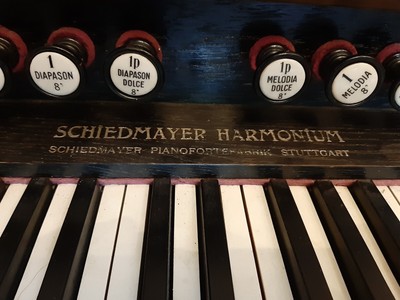 1
DIAPASON
8'
1p
DIAPASON
DOLCE
8'
1p
MELODIA
DOLCE
8'
1
MELODIA
8'
SCHIEDMAYER HARMONIUM
SCHIEDMAYER PIANOFORTEFABRIK STUTTGART